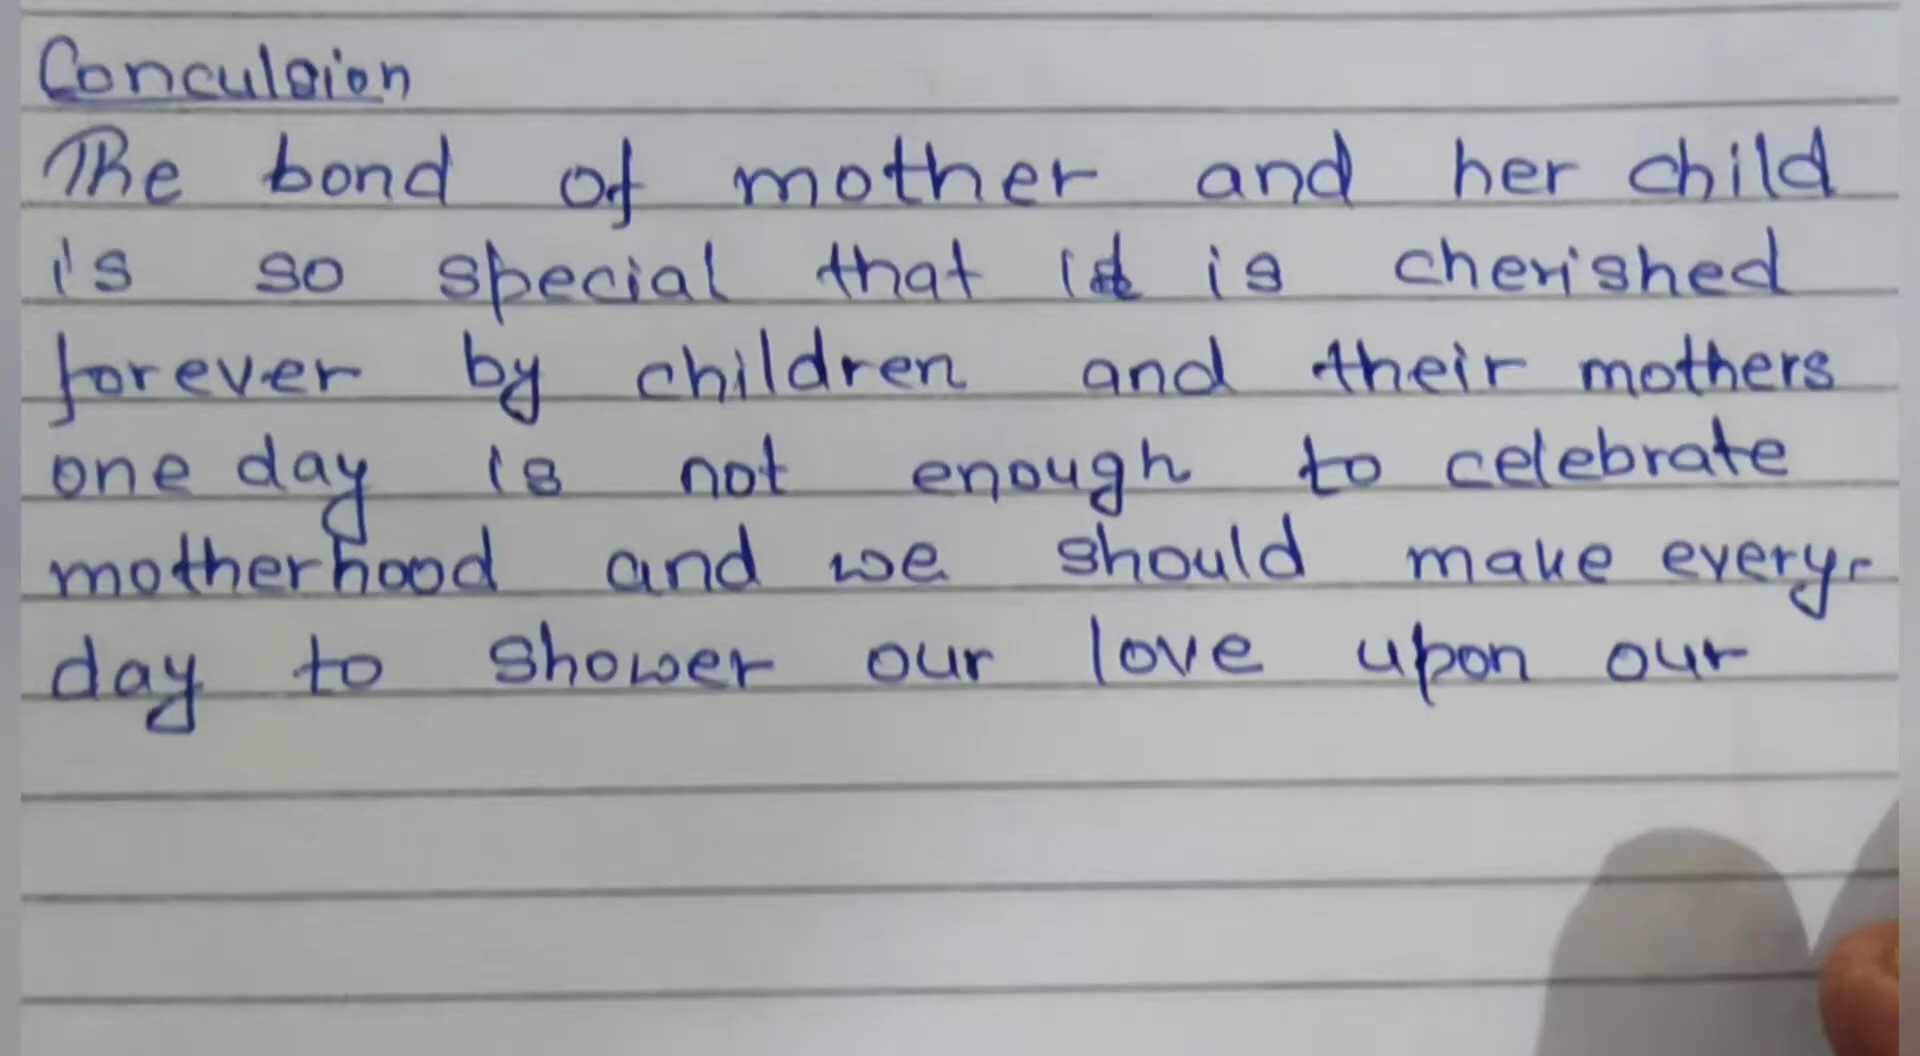 Conculsion
The bond of mother and her child
is so special that it is cherished
forever by children and their mothers
one day is not enough to celebrate
motherhood and we should make every-
day to shower our love upon our